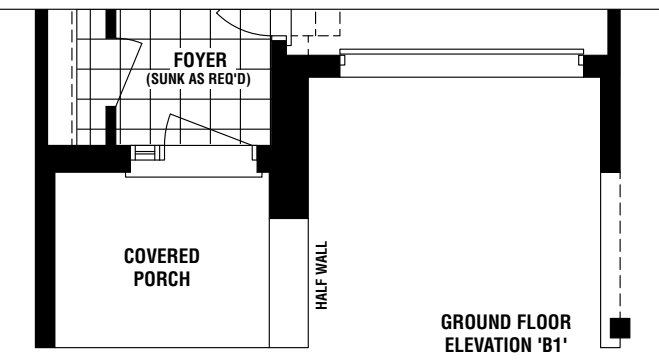 FOYER
(SUNK AS REQ'D)
COVERED
PORCH
HALF WALL
GROUND FLOOR
ELEVATION 'B1'